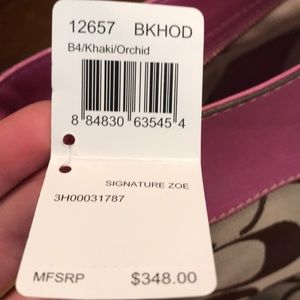 12657 BKHOD
B4/Khaki/Orchid
8 84830 63545 4
SIGNATURE ZOE
3H00031787
MFSRP $348.00